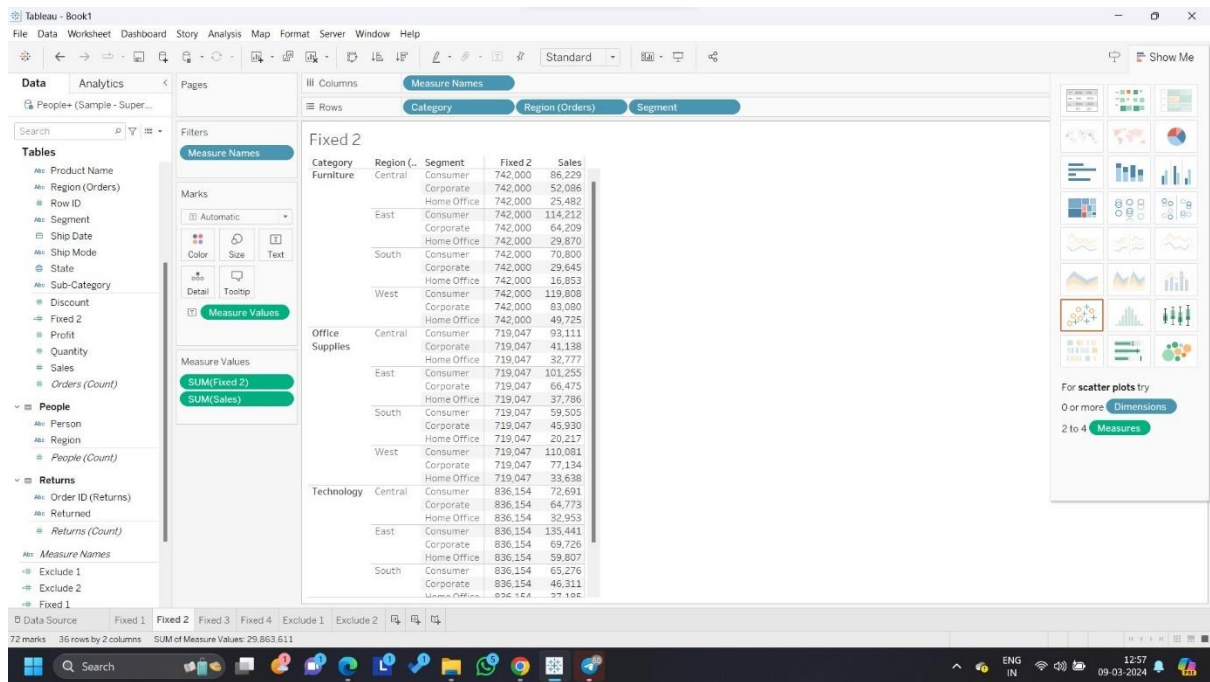 Tableau - Book1
File Data Worksheet Dashboard Story Analysis Map Format Server Window Help
Standard
Show Me
Data Analytics
People+ (Sample - Super...
Search
Tables
Abc Product Name
Abc Region (Orders)
# Row ID
Abc Segment
Ship Date
Abc Ship Mode
State
Abc Sub-Category
# Discount
=# Fixed 2
# Profit
# Quantity
# Sales
# Orders (Count)
People
Abc Person
Abc Region
# People (Count)
Returns
Abc Order ID (Returns)
Abc Returned
# Returns (Count)
Abc Measure Names
=# Exclude 1
=# Exclude 2
=# Fixed 1
Pages
Filters
Measure Names
Marks
Automatic
Color Size Text
Detail Tooltip
Measure Values
Measure Values
SUM(Fixed 2)
SUM(Sales)
Columns Measure Names
Rows Category Region (Orders) Segment
Fixed 2
Category Region (.. Segment Fixed 2 Sales
Furniture Central Consumer 742,000 86,229
Corporate 742,000 52,086
Home Office 742,000 25,482
East Consumer 742,000 114,212
Corporate 742,000 64,209
Home Office 742,000 29,870
South Consumer 742,000 70,800
Corporate 742,000 29,645
Home Office 742,000 16,853
West Consumer 742,000 119,808
Corporate 742,000 83,080
Home Office 742,000 49,725
Office Central Consumer 719,047 93,111
Supplies Corporate 719,047 41,138
Home Office 719,047 32,777
East Consumer 719,047 101,255
Corporate 719,047 66,475
Home Office 719,047 37,786
South Consumer 719,047 59,505
Corporate 719,047 45,930
Home Office 719,047 20,217
West Consumer 719,047 110,081
Corporate 719,047 77,134
Home Office 719,047 33,638
Technology Central Consumer 836,154 72,691
Corporate 836,154 64,773
Home Office 836,154 32,953
East Consumer 836,154 135,441
Corporate 836,154 69,726
Home Office 836,154 59,807
South Consumer 836,154 65,276
Corporate 836,154 46,311
Home Office 836,154 37,185
For scatter plots try
0 or more Dimensions
2 to 4 Measures
Data Source Fixed 1 Fixed 2 Fixed 3 Fixed 4 Exclude 1 Exclude 2
72 marks 36 rows by 2 columns SUM of Measure Values: 29,863,611
Search
ENG
IN
12:57
09-03-2024